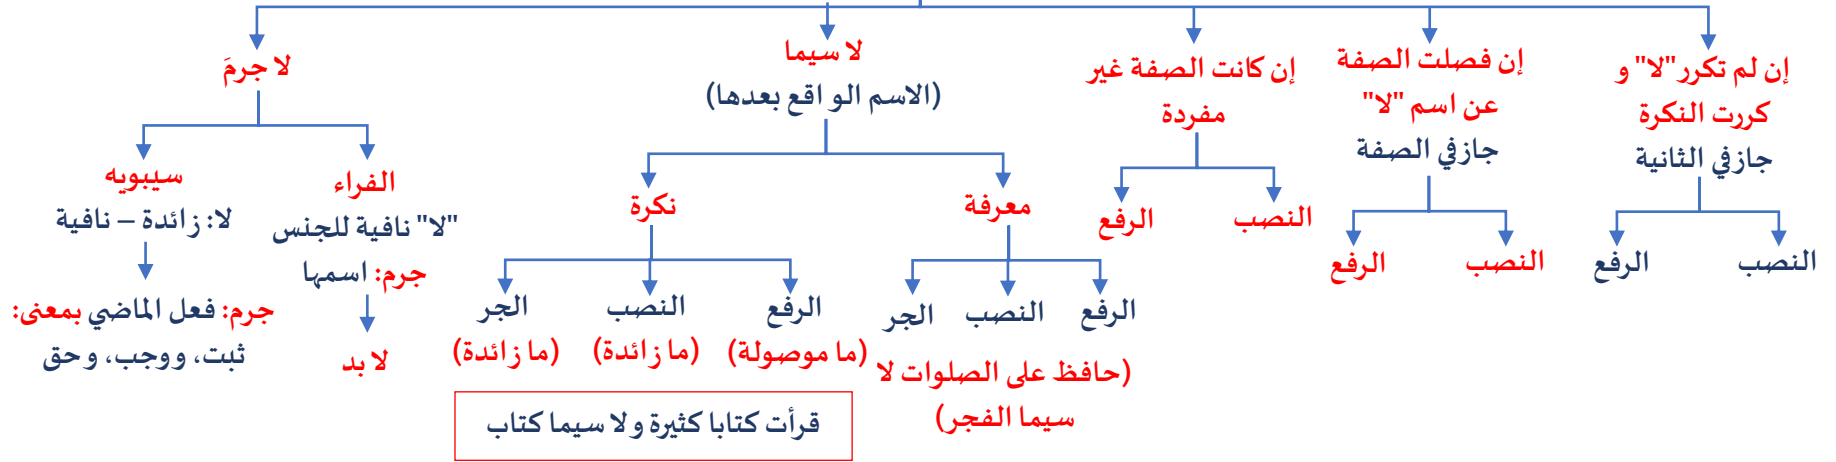 إن لم تكرر "لا" و
كررت النكرة
جاز في الثانية
النصب
الرفع
إن فصلت الصفة
عن اسم "لا"
جاز في الصفة
النصب
الرفع
إن كانت الصفة غير
مفردة
النصب
الرفع
لا سيما
(الاسم الواقع بعدها)
معرفة
الرفع
النصب
الجر
(حافظ على الصلوات لا
سيما الفجر)
نكرة
الرفع
(ما موصولة)
النصب
(ما زائدة)
الجر
(ما زائدة)
قرأت كتابا كثيرة ولا سيما كتاب
لا جرمَ
الفراء
"لا" نافية للجنس
جرم: اسمها
لا بد
سيبويه
لا: زائدة – نافية
جرم: فعل الماضي بمعنى:
ثبت، ووجب، وحق